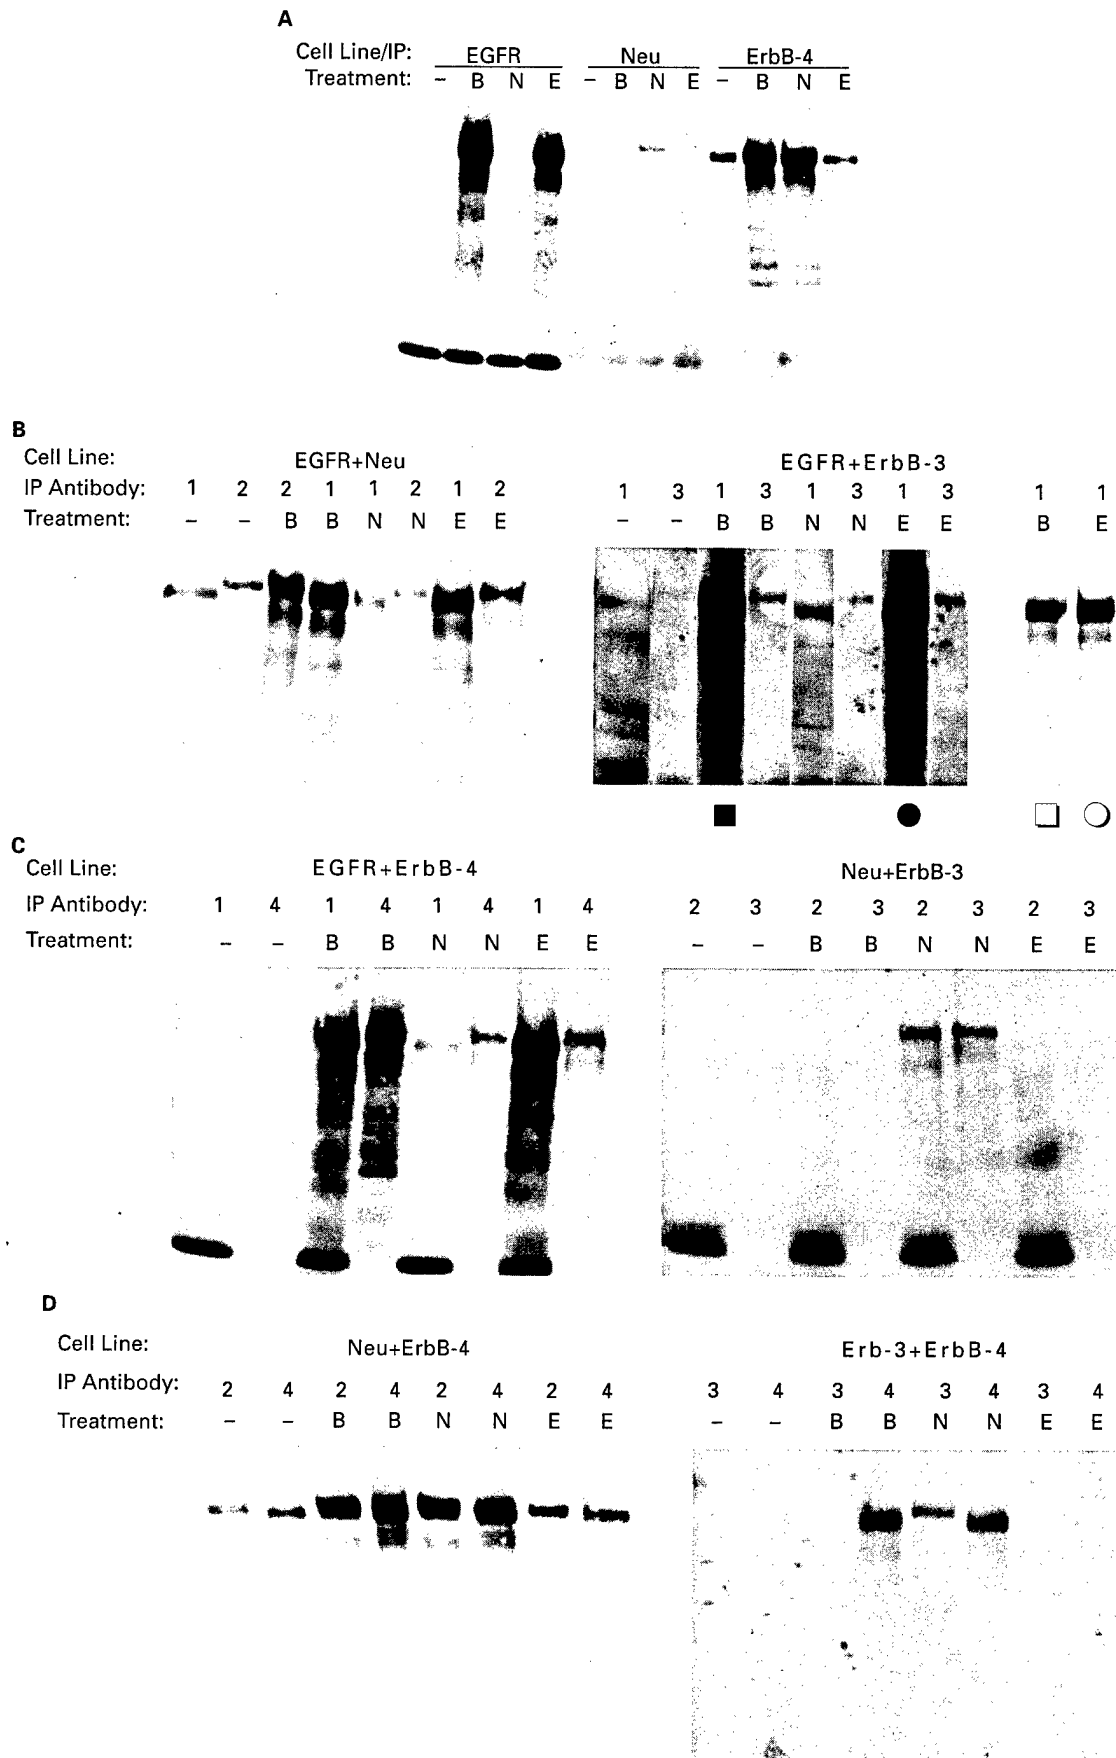 A
Cell Line/IP: EGFR Neu ErbB-4
Treatment: – B N E – B N E – B N E
B
Cell Line: EGFR+Neu EGFR+ErbB-3
IP Antibody: 1 2 2 1 1 2 1 2 1 3 1 3 1 3 1 3 1 1
Treatment: – – B B N N E E – – B B N N E E B E
C
Cell Line: EGFR+ErbB-4 Neu+ErbB-3
IP Antibody: 1 4 1 4 1 4 1 4 2 3 2 3 2 3 2 3
Treatment: – – B B N N E E – – B B N N E E
D
Cell Line: Neu+ErbB-4 Erb-3+ErbB-4
IP Antibody: 2 4 2 4 2 4 2 4 3 4 3 4 3 4 3 4
Treatment: – – B B N N E E – – B B N N E E